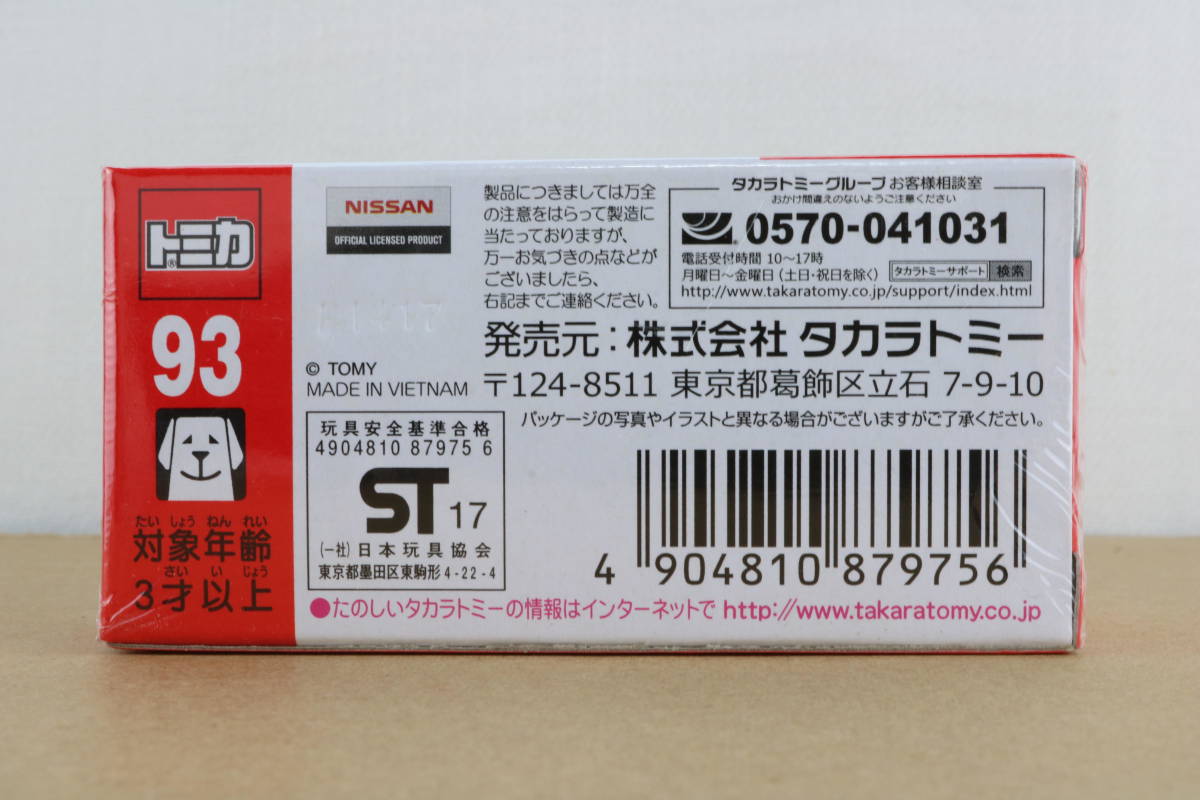 トミカ
®
93
たいしょうねんれい
対象年齢
さい いじょう
3才以上
NISSAN
OFFICIAL LICENSED PRODUCT
© TOMY
MADE IN VIETNAM
玩具安全基準合格
4904810 87975 6
ST 17
(一社)日本玩具協会
東京都墨田区東駒形4-22-4
製品につきましては万全
の注意をはらって製造に
当たっておりますが、
万一お気づきの点などが
ございましたら、
右記までご連絡ください。
タカラトミーグループ お客様相談室
おかけ間違えのないようご注意ください
0570-041031
電話受付時間 10〜17時
月曜日〜金曜日(土日・祝日を除く) タカラトミーサポート 検索
http://www.takaratomy.co.jp/support/index.html
発売元:株式会社 タカラトミー
〒124-8511 東京都葛飾区立石 7-9-10
パッケージの写真やイラストと異なる場合がございますがご了承ください。
4 904810 879756
●たのしいタカラトミーの情報はインターネットで http://www.takaratomy.co.jp